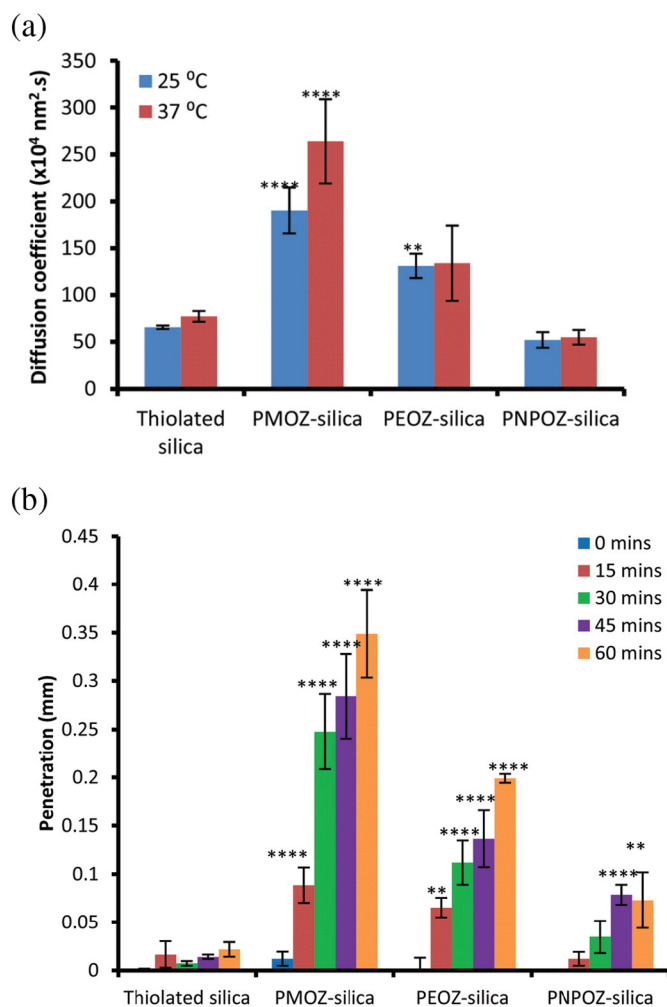 (a)
Diffusion coefficient (x10⁴ nm².s)
350
300
250
200
150
100
50
0
25 ⁰C
37 ⁰C
****
****
**
Thiolated
silica
PMOZ-silica
PEOZ-silica
PNPOZ-silica
(b)
Penetration (mm)
0.45
0.4
0.35
0.3
0.25
0.2
0.15
0.1
0.05
0
0 mins
15 mins
30 mins
45 mins
60 mins
****
****
****
****
**
****
****
****
****
**
Thiolated silica
PMOZ-silica
PEOZ-silica
PNPOZ-silica